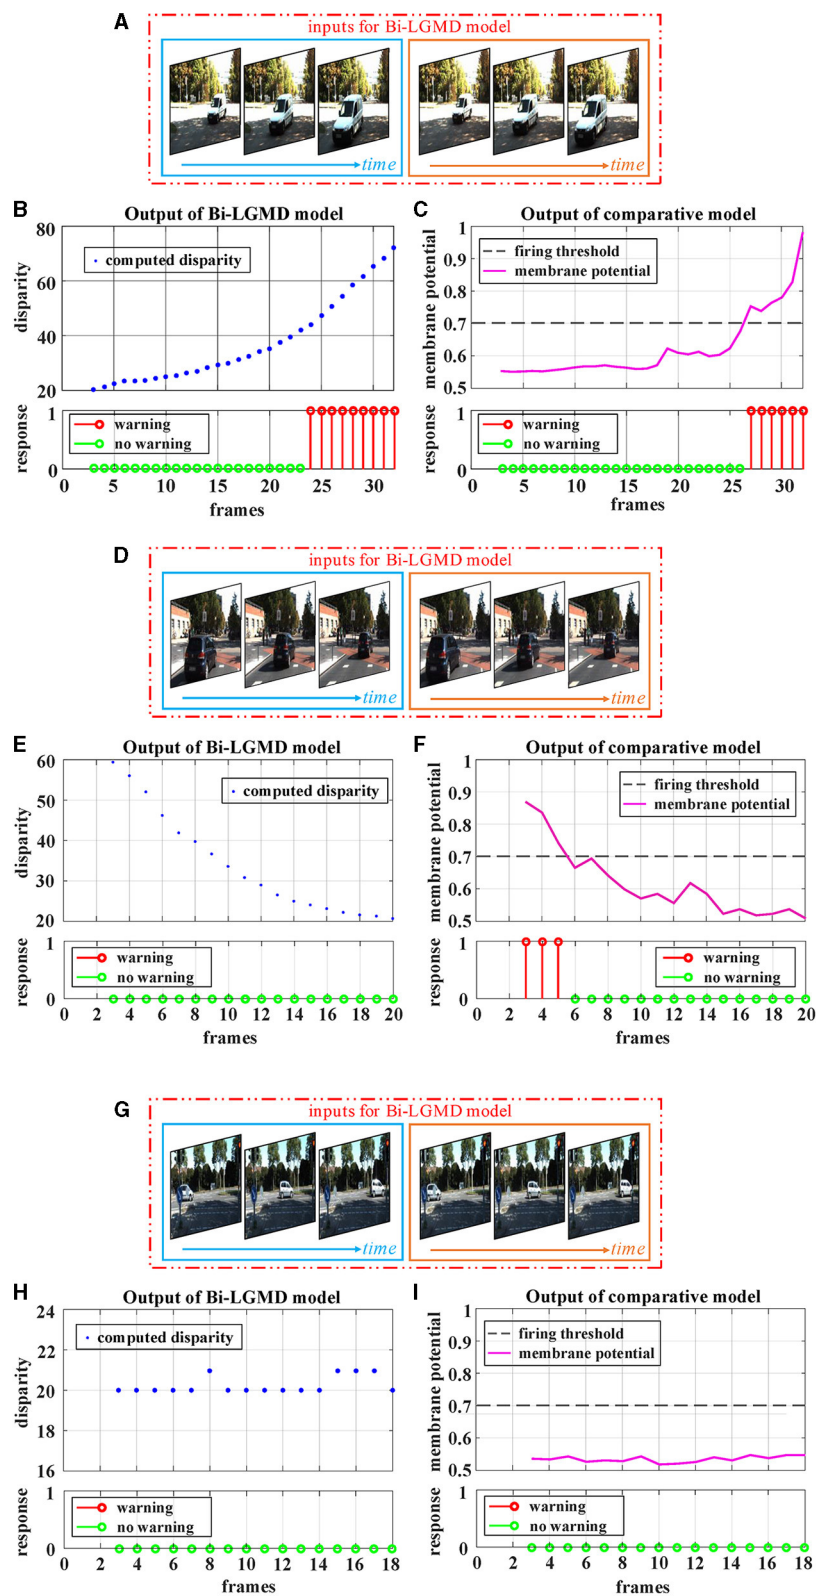 A
inputs for Bi-LGMD model
time
time
B
Output of Bi-LGMD model
80
60
40
20
disparity
computed disparity
1
0
response
warning
no warning
0 5 10 15 20 25 30
frames
C
Output of comparative model
1
0.9
0.8
0.7
0.6
0.5
membrane potential
firing threshold
membrane potential
1
0
response
warning
no warning
0 5 10 15 20 25 30
frames
D
inputs for Bi-LGMD model
time
time
E
Output of Bi-LGMD model
60
50
40
30
20
disparity
computed disparity
1
0
response
warning
no warning
0 2 4 6 8 10 12 14 16 18 20
frames
F
Output of comparative model
1
0.9
0.8
0.7
0.6
0.5
membrane potential
firing threshold
membrane potential
1
0
response
warning
no warning
0 2 4 6 8 10 12 14 16 18 20
frames
G
inputs for Bi-LGMD model
time
time
H
Output of Bi-LGMD model
24
22
20
18
16
disparity
computed disparity
1
0
response
warning
no warning
0 2 4 6 8 10 12 14 16 18
frames
I
Output of comparative model
1
0.9
0.8
0.7
0.6
0.5
membrane potential
firing threshold
membrane potential
1
0
response
warning
no warning
0 2 4 6 8 10 12 14 16 18
frames